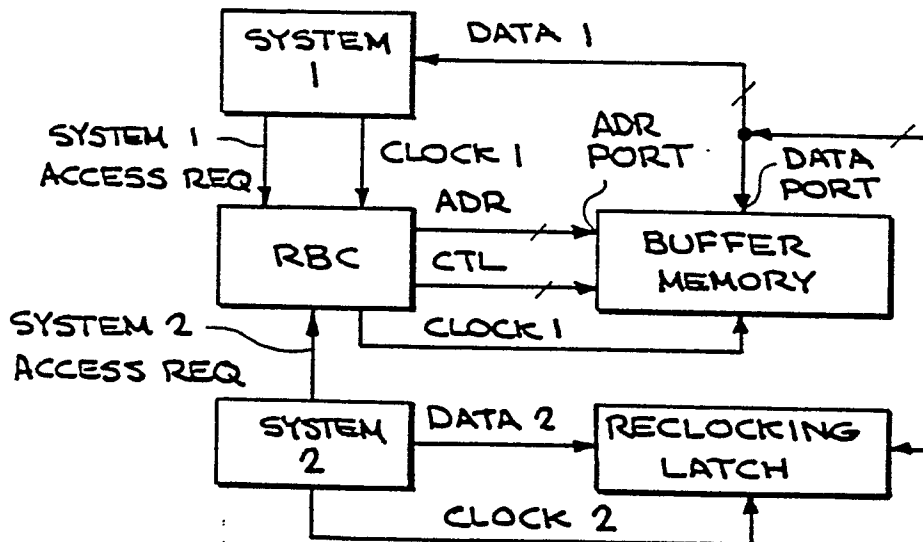 SYSTEM
1
DATA 1
SYSTEM 1
ACCESS REQ
CLOCK 1
ADR
PORT
DATA
PORT
ADR
RBC
CTL
BUFFER
MEMORY
SYSTEM 2
ACCESS REQ
CLOCK 1
SYSTEM
2
DATA 2
RECLOCKING
LATCH
CLOCK 2